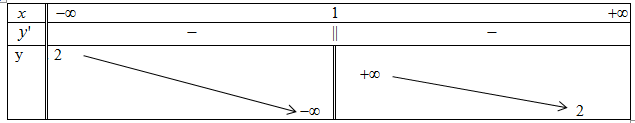 x −∞ 1 +∞
y' − || −
y 2 −∞ +∞ 2